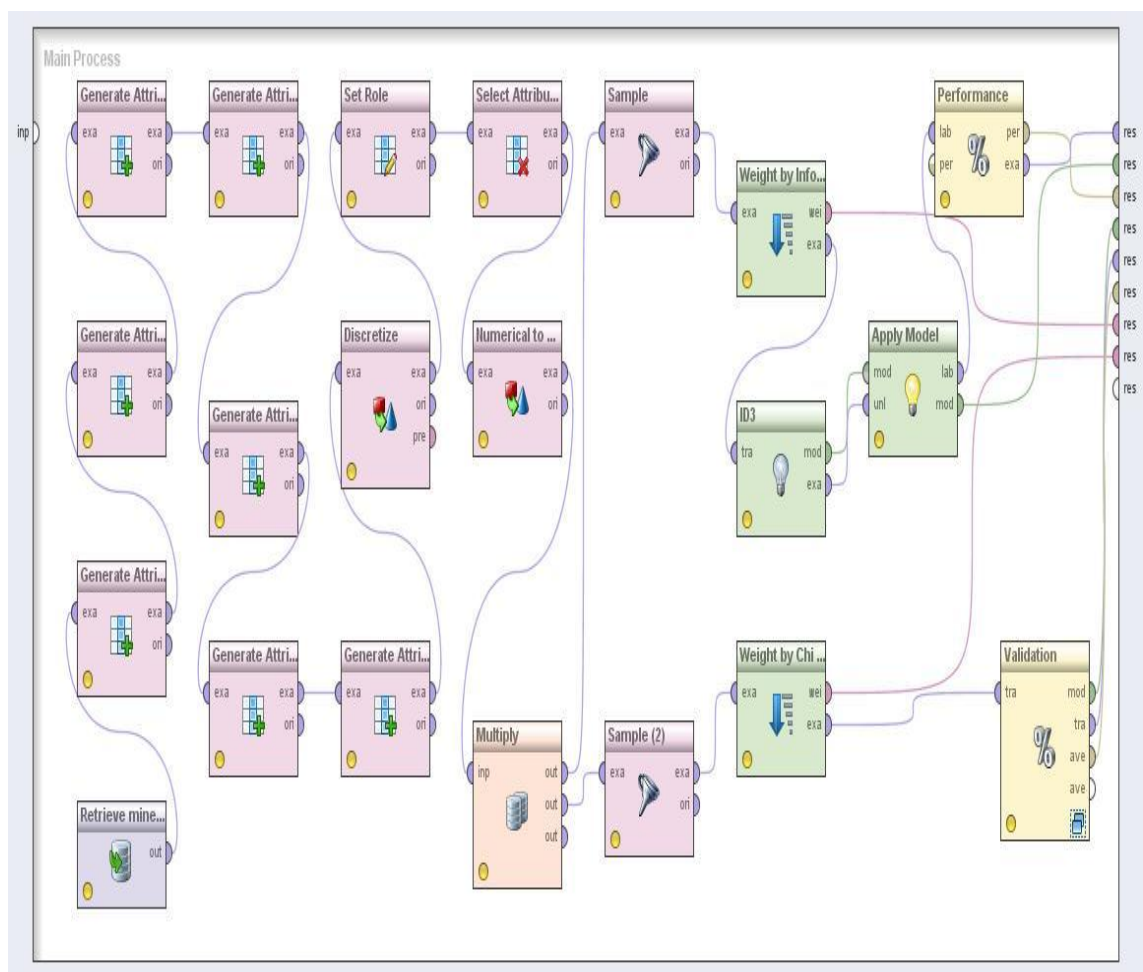 Main Process
inp
Generate Attri...
exa exa
ori
Generate Attri...
exa exa
ori
Set Role
exa exa
ori
Select Attribu...
exa exa
ori
Sample
exa exa
ori
Performance
lab per
per exa
Weight by Info...
exa wei
exa
Generate Attri...
exa exa
ori
Discretize
exa exa
ori
pre
Numerical to ...
exa exa
ori
Apply Model
mod lab
unl mod
Generate Attri...
exa exa
ori
ID3
tra mod
exa
Generate Attri...
exa exa
ori
Generate Attri...
exa exa
ori
Generate Attri...
exa exa
ori
Weight by Chi ...
exa wei
exa
Validation
tra mod
tra
ave
ave
Multiply
inp out
out
out
Sample (2)
exa exa
ori
Retrieve mine...
out
res
res
res
res
res
res
res
res
res